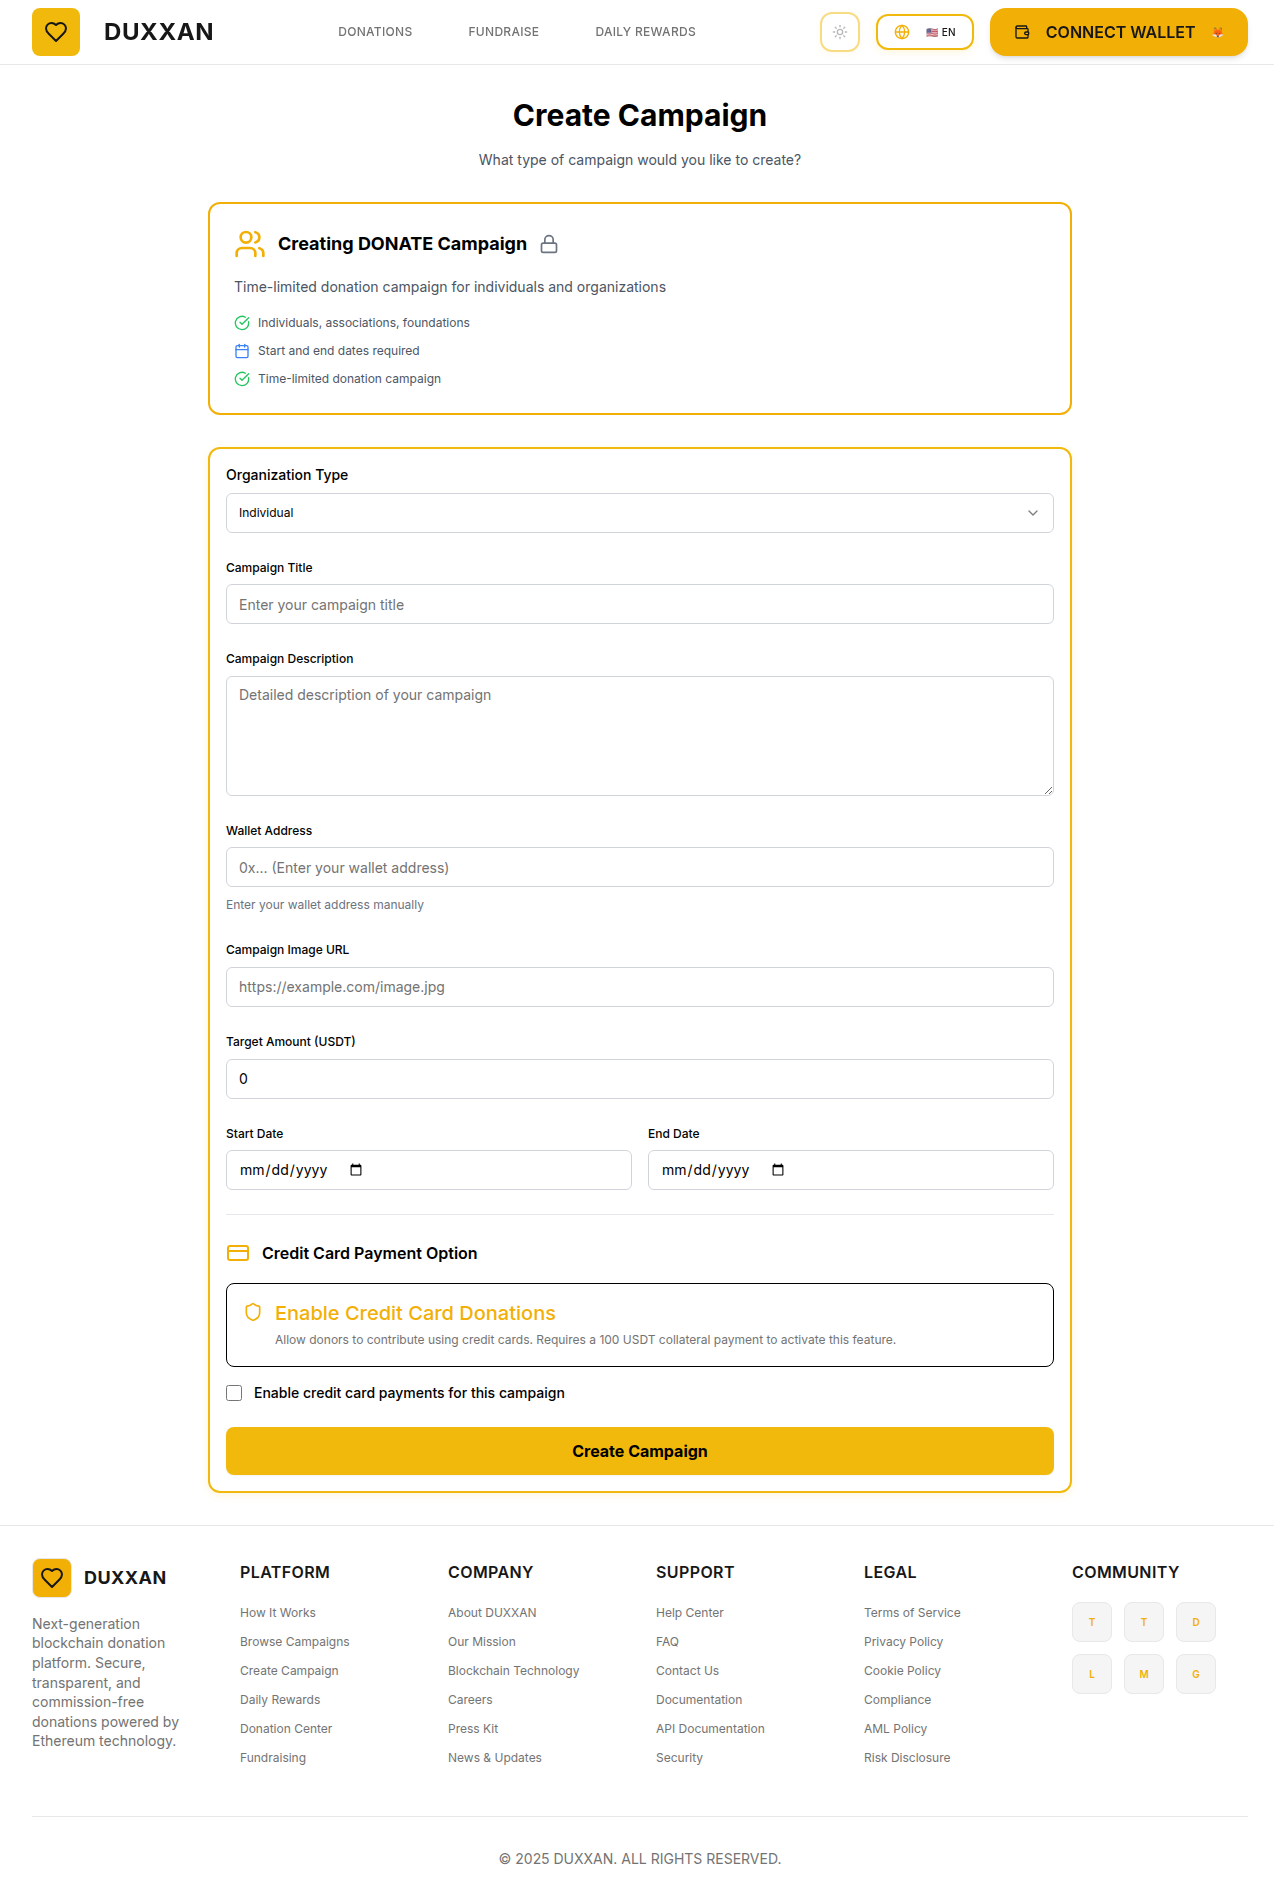 DUXXAN
DONATIONS
FUNDRAISE
DAILY REWARDS
🇺🇸 EN
CONNECT WALLET 🦊
Create Campaign
What type of campaign would you like to create?
Creating DONATE Campaign
Time-limited donation campaign for individuals and organizations
Individuals, associations, foundations
Start and end dates required
Time-limited donation campaign
Organization Type
Individual
Campaign Title
Enter your campaign title
Campaign Description
Detailed description of your campaign
Wallet Address
0x... (Enter your wallet address)
Enter your wallet address manually
Campaign Image URL
https://example.com/image.jpg
Target Amount (USDT)
0
Start Date
End Date
mm/dd/yyyy
mm/dd/yyyy
Credit Card Payment Option
Enable Credit Card Donations
Allow donors to contribute using credit cards. Requires a 100 USDT collateral payment to activate this feature.
Enable credit card payments for this campaign
Create Campaign
DUXXAN
Next-generation
blockchain donation
platform. Secure,
transparent, and
commission-free
donations powered by
Ethereum technology.
PLATFORM
How It Works
Browse Campaigns
Create Campaign
Daily Rewards
Donation Center
Fundraising
COMPANY
About DUXXAN
Our Mission
Blockchain Technology
Careers
Press Kit
News & Updates
SUPPORT
Help Center
FAQ
Contact Us
Documentation
API Documentation
Security
LEGAL
Terms of Service
Privacy Policy
Cookie Policy
Compliance
AML Policy
Risk Disclosure
COMMUNITY
T T D
L M G
© 2025 DUXXAN. ALL RIGHTS RESERVED.